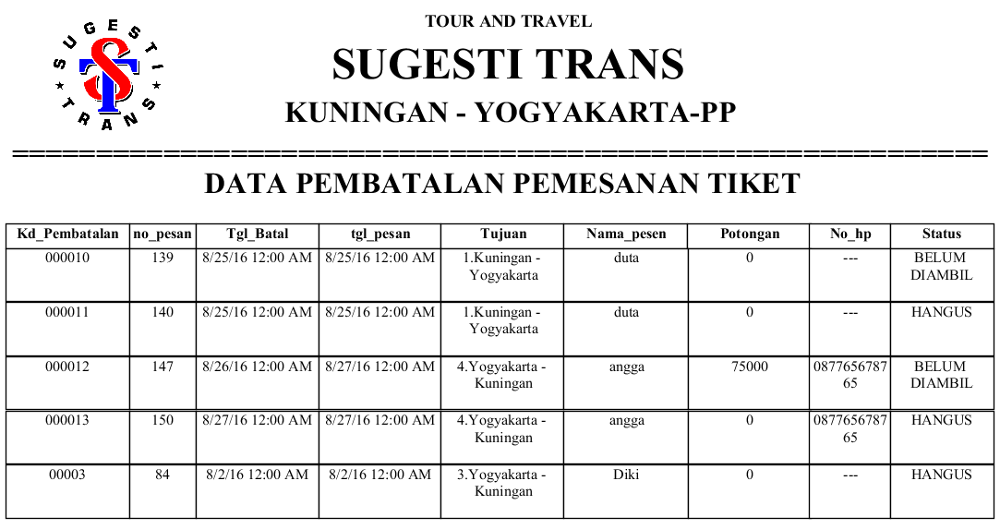 SUGESTI
TRANS
TOUR AND TRAVEL
SUGESTI TRANS
KUNINGAN - YOGYAKARTA-PP
DATA PEMBATALAN PEMESANAN TIKET
Kd_Pembatalan no_pesan Tgl_Batal tgl_pesan Tujuan Nama_pesen Potongan No_hp Status
000010 139 8/25/16 12:00 AM 8/25/16 12:00 AM 1.Kuningan - duta 0 --- BELUM
Yogyakarta DIAMBIL
000011 140 8/25/16 12:00 AM 8/25/16 12:00 AM 1.Kuningan - duta 0 --- HANGUS
Yogyakarta
000012 147 8/26/16 12:00 AM 8/27/16 12:00 AM 4.Yogyakarta - angga 75000 0877656787 BELUM
Kuningan 65 DIAMBIL
000013 150 8/27/16 12:00 AM 8/27/16 12:00 AM 4.Yogyakarta - angga 0 0877656787 HANGUS
Kuningan 65
00003 84 8/2/16 12:00 AM 8/2/16 12:00 AM 3.Yogyakarta - Diki 0 --- HANGUS
Kuningan